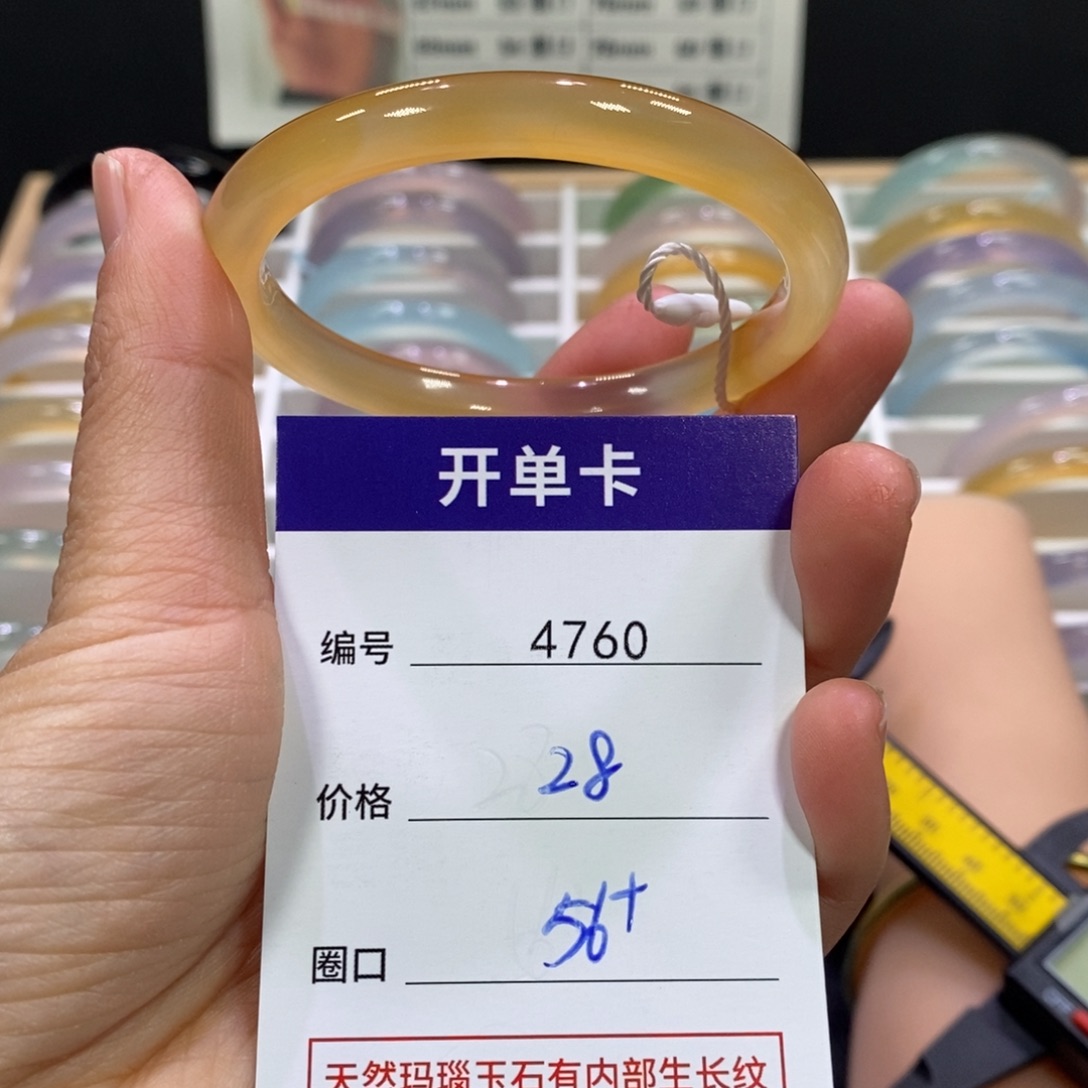 开单卡
编号 4760
价格 28
圈口 56+
天然玛瑙玉石有内部生长纹